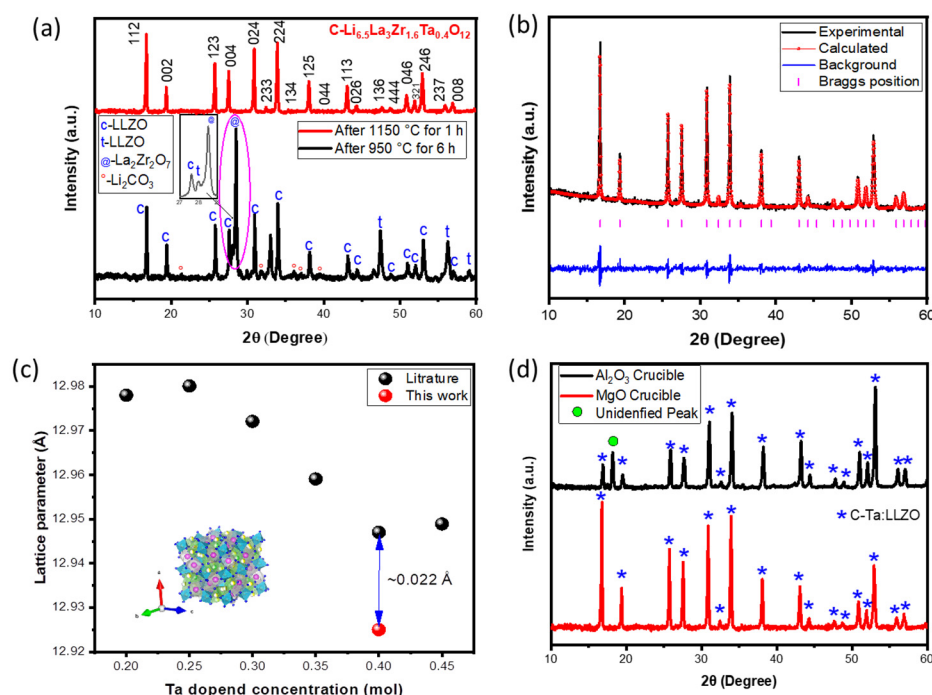 (a)
C-Li6.5La3Zr1.6Ta0.4O12
112
002
123
004
024
233
224
134
125
044
113
026
136
444
046
321
246
237
008
c-LLZO
t-LLZO
@-La2Zr2O7
°-Li2CO3
c
t
@
27 28
@
After 1150 °C for 1 h
After 950 °C for 6 h
c c c c c c c c t c c c c t c t
Intensity (a.u.)
10 20 30 40 50 60
2θ (Degree)
(b)
Experimental
Calculated
Background
Braggs position
Intensity (a.u.)
10 20 30 40 50 60
2θ (Degree)
(c)
Litrature
This work
12.98
12.97
12.96
12.95
12.94
12.93
12.92
Lattice parameter (Å)
~0.022 Å
a
b
c
0.20 0.25 0.30 0.35 0.40 0.45
Ta dopend concentration (mol)
(d)
Al2O3 Crucible
MgO Crucible
Unidenfied Peak
* C-Ta:LLZO
Intensity (a.u.)
10 20 30 40 50 60
2θ (Degree)